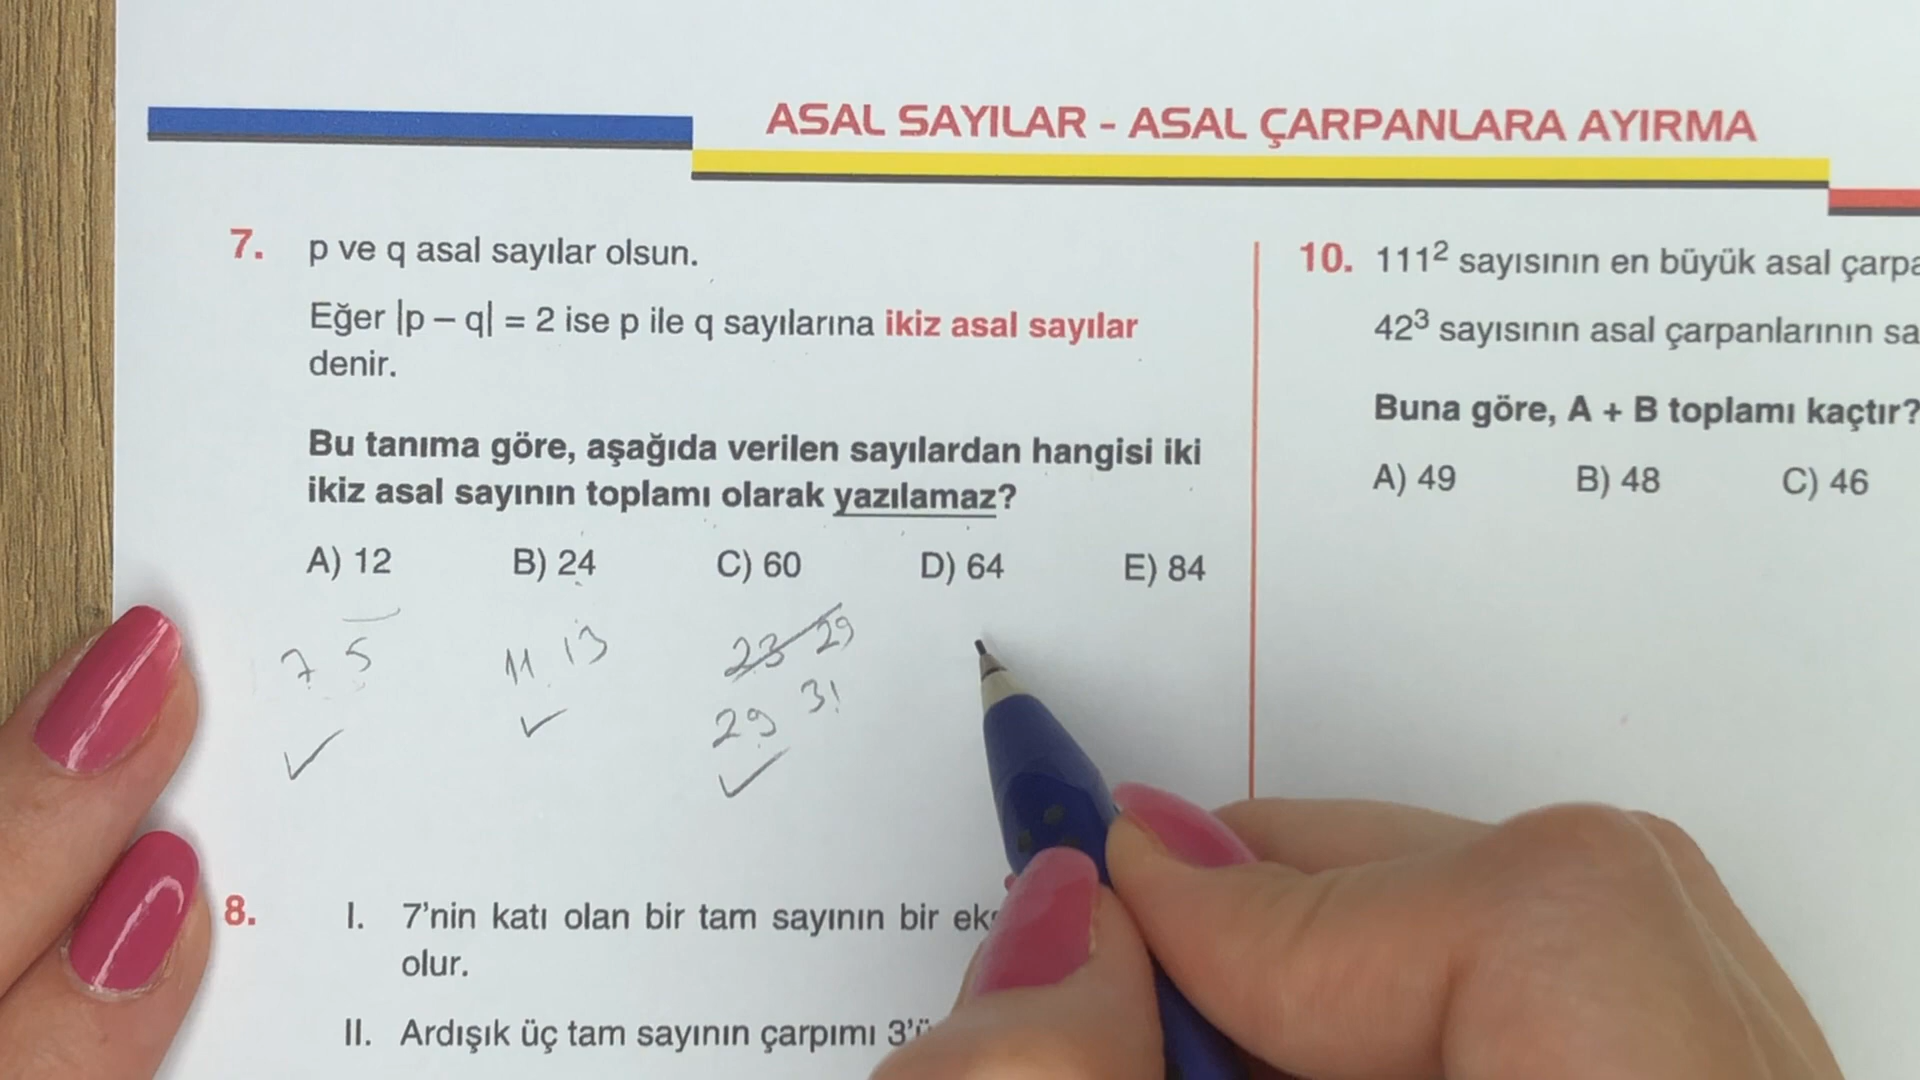 ASAL SAYILAR - ASAL ÇARPANLARA AYIRMA
7. p ve q asal sayılar olsun.
Eğer |p – q| = 2 ise p ile q sayılarına ikiz asal sayılar
denir.
Bu tanıma göre, aşağıda verilen sayılardan hangisi iki
ikiz asal sayının toplamı olarak yazılamaz?
A) 12 B) 24 C) 60 D) 64 E) 84
7 5 11 13 23 29
29 31
8. I. 7'nin katı olan bir tam sayının bir
olur.
II. Ardışık üç tam sayının çarpımı
10. 111² sayısının en büyük asal
42³ sayısının asal çarpanlarının
Buna göre, A + B toplamı kaçtır?
A) 49 B) 48 C) 46